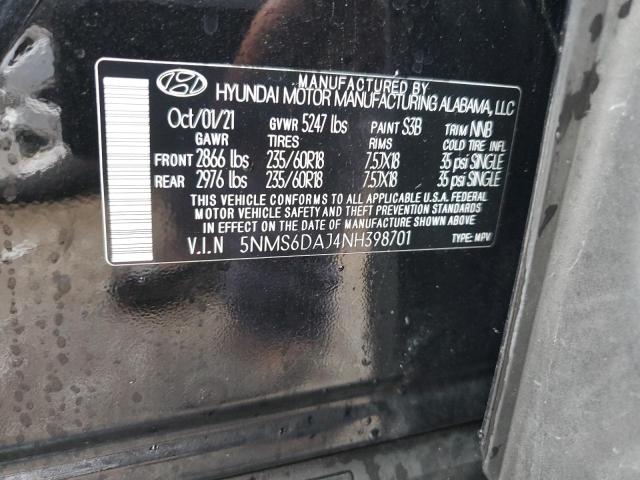 MANUFACTURED BY
HYUNDAI MOTOR MANUFACTURING ALABAMA, LLC
Oct/01/21 GVWR 5247 lbs PAINT S3B TRIM NNB
GAWR TIRES RIMS COLD TIRE INFL
FRONT 2866 lbs 235/60R18 7.5JX18 35 psi SINGLE
REAR 2976 lbs 235/60R18 7.5JX18 35 psi SINGLE
THIS VEHICLE CONFORMS TO ALL APPLICABLE U.S.A. FEDERAL
MOTOR VEHICLE SAFETY AND THEFT PREVENTION STANDARDS
IN EFFECT ON THE DATE OF MANUFACTURE SHOWN ABOVE.
V.I.N 5NMS6DAJ4NH398701 TYPE: MPV